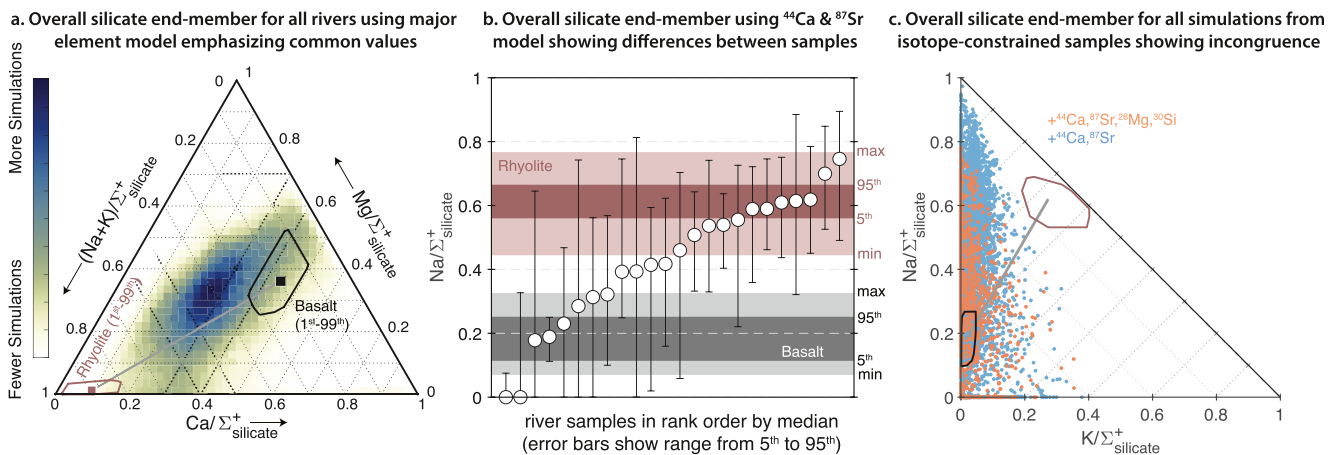 a. Overall silicate end-member for all rivers using major
element model emphasizing common values
More Simulations
Fewer Simulations
1
0
0.2
0.8
(Na+K)/Σ⁺silicate
Mg/Σ⁺silicate
0.4
0.6
0.6
0.4
Rhyolite (1ˢᵗ-99ᵗʰ)
Basalt
(1ˢᵗ-99ᵗʰ)
0.8
0.2
1
0
0
0.2
0.4
0.6
0.8
1
Ca/Σ⁺silicate
b. Overall silicate end-member using ⁴⁴Ca & ⁸⁷Sr
model showing differences between samples
1
0.8
0.6
0.4
0.2
0
Na/Σ⁺silicate
Rhyolite
max
95ᵗʰ
5ᵗʰ
min
max
95ᵗʰ
Basalt
5ᵗʰ
min
river samples in rank order by median
(error bars show range from 5ᵗʰ to 95ᵗʰ)
c. Overall silicate end-member for all simulations from
isotope-constrained samples showing incongruence
1
0.8
0.6
0.4
0.2
0
Na/Σ⁺silicate
+⁴⁴Ca,⁸⁷Sr,²⁶Mg,³⁰Si
+⁴⁴Ca,⁸⁷Sr
0
0.2
0.4
0.6
0.8
1
K/Σ⁺silicate